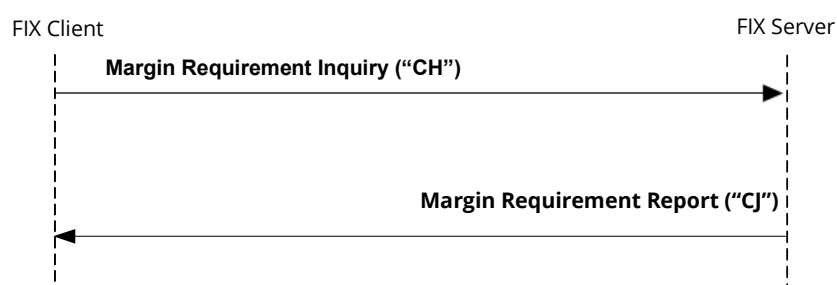 FIX Client
FIX Server
Margin Requirement Inquiry (“CH”)
Margin Requirement Report (“CJ”)